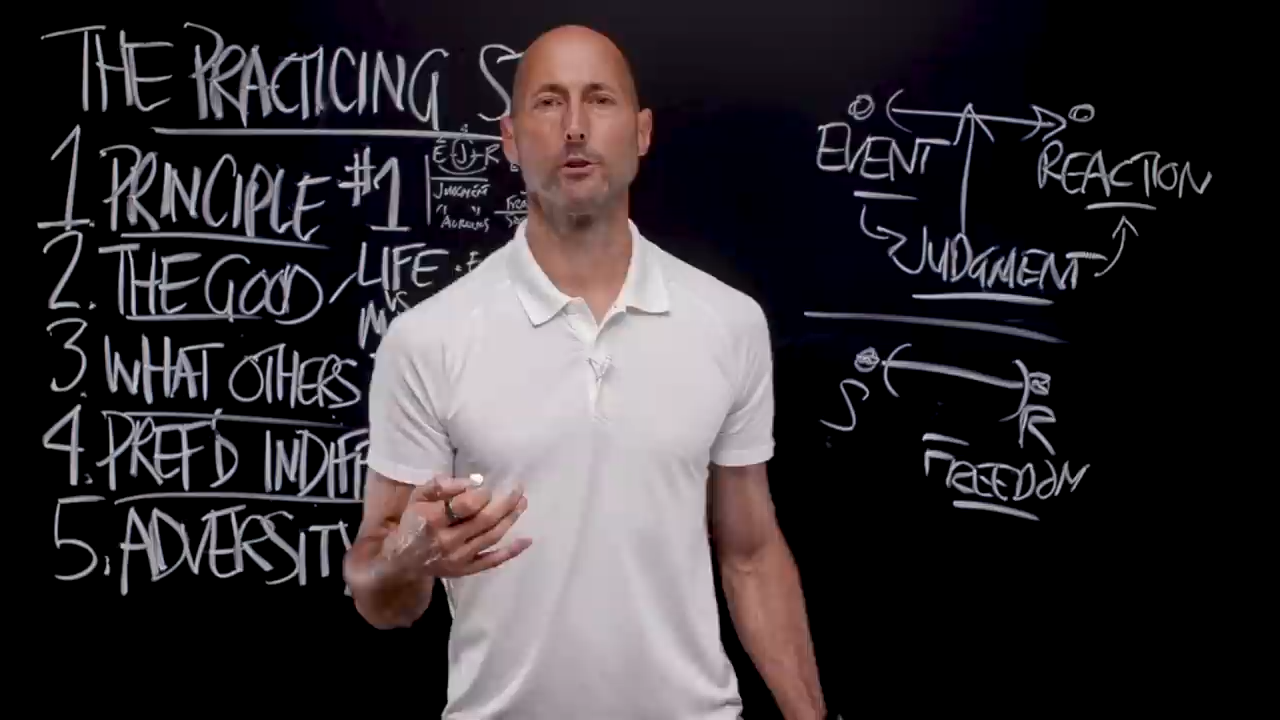 THE PRACTICING S
1. PRINCIPLE #1
E J R
JUDGMENT
2. THE GOOD / LIFE
VS
M
3. WHAT OTHERS
4. PREF'D INDIFF
5. ADVERSITY
EVENT
REACTION
JUDGMENT
S
R
FREEDOM